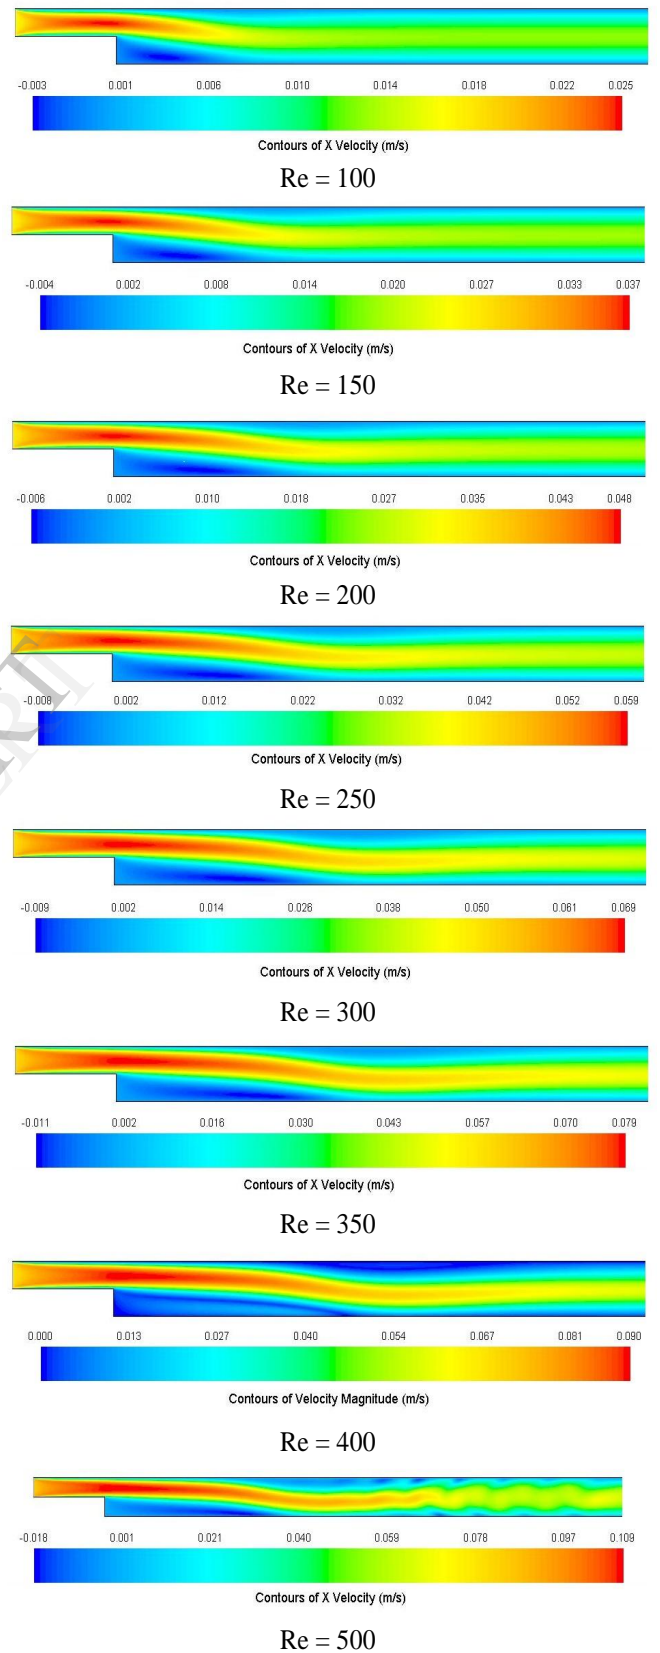 -0.003 0.001 0.006 0.010 0.014 0.018 0.022 0.025
Contours of X Velocity (m/s)
Re = 100
-0.004 0.002 0.008 0.014 0.020 0.027 0.033 0.037
Contours of X Velocity (m/s)
Re = 150
-0.006 0.002 0.010 0.018 0.027 0.035 0.043 0.048
Contours of X Velocity (m/s)
Re = 200
-0.008 0.002 0.012 0.022 0.032 0.042 0.052 0.059
Contours of X Velocity (m/s)
Re = 250
-0.009 0.002 0.014 0.026 0.038 0.050 0.061 0.069
Contours of X Velocity (m/s)
Re = 300
-0.011 0.002 0.016 0.030 0.043 0.057 0.070 0.079
Contours of X Velocity (m/s)
Re = 350
0.000 0.013 0.027 0.040 0.054 0.067 0.081 0.090
Contours of Velocity Magnitude (m/s)
Re = 400
-0.018 0.001 0.021 0.040 0.059 0.078 0.097 0.109
Contours of X Velocity (m/s)
Re = 500